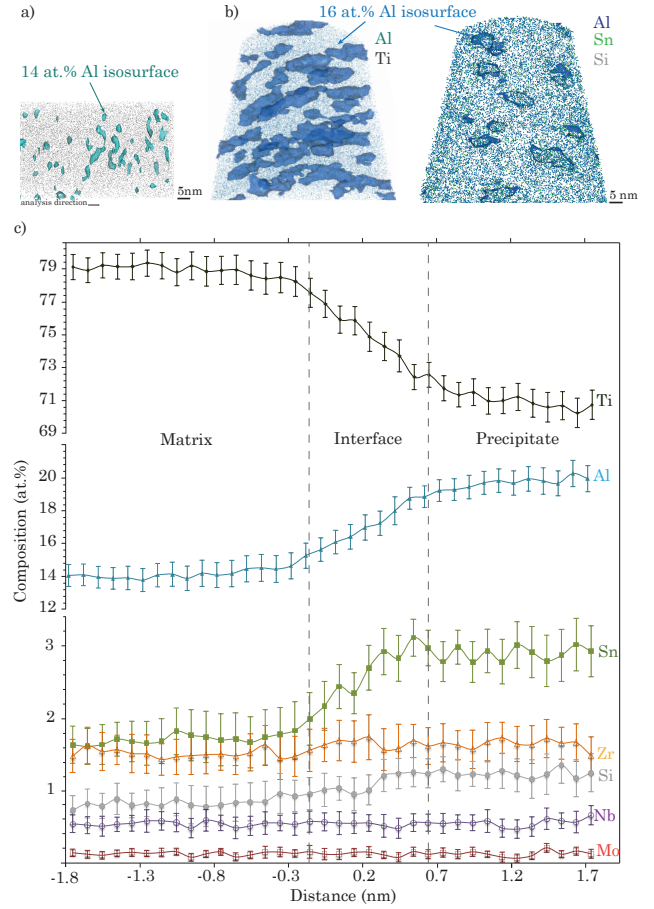 a)
b)
16 at.% Al isosurface
Al
Ti
Al
Sn
Si
14 at.% Al isosurface
analysis direction
5nm
5nm
5 nm
c)
79
77
75
73
71
69
Ti
Matrix
Interface
Precipitate
Composition (at.%)
20
18
16
14
12
Al
3
2
1
Sn
Zr
Si
Nb
Mo
-1.8
-1.3
-0.8
-0.3
0.2
0.7
1.2
1.7
Distance (nm)